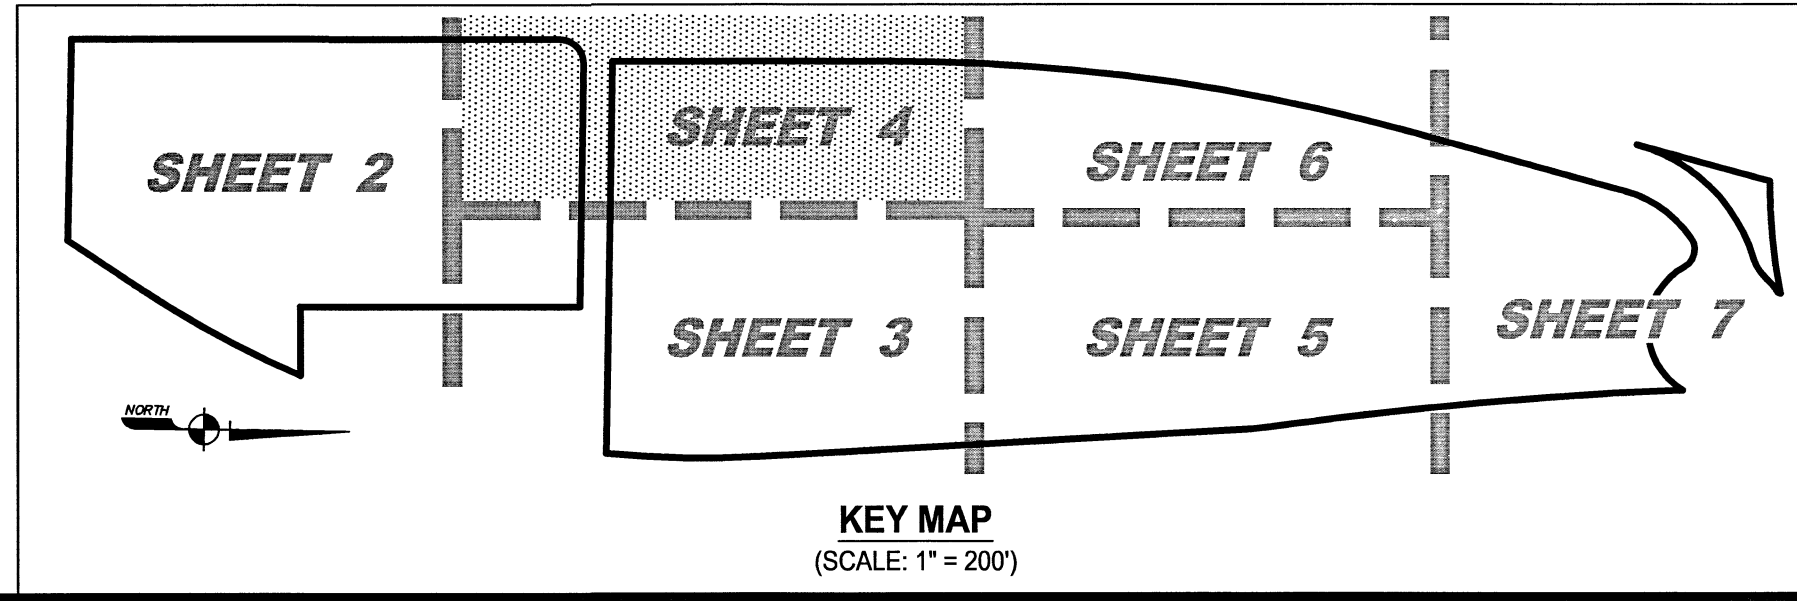 SHEET 4
SHEET 2
SHEET 6
SHEET 3
SHEET 5
SHEET 7
NORTH
KEY MAP
(SCALE: 1" = 200')